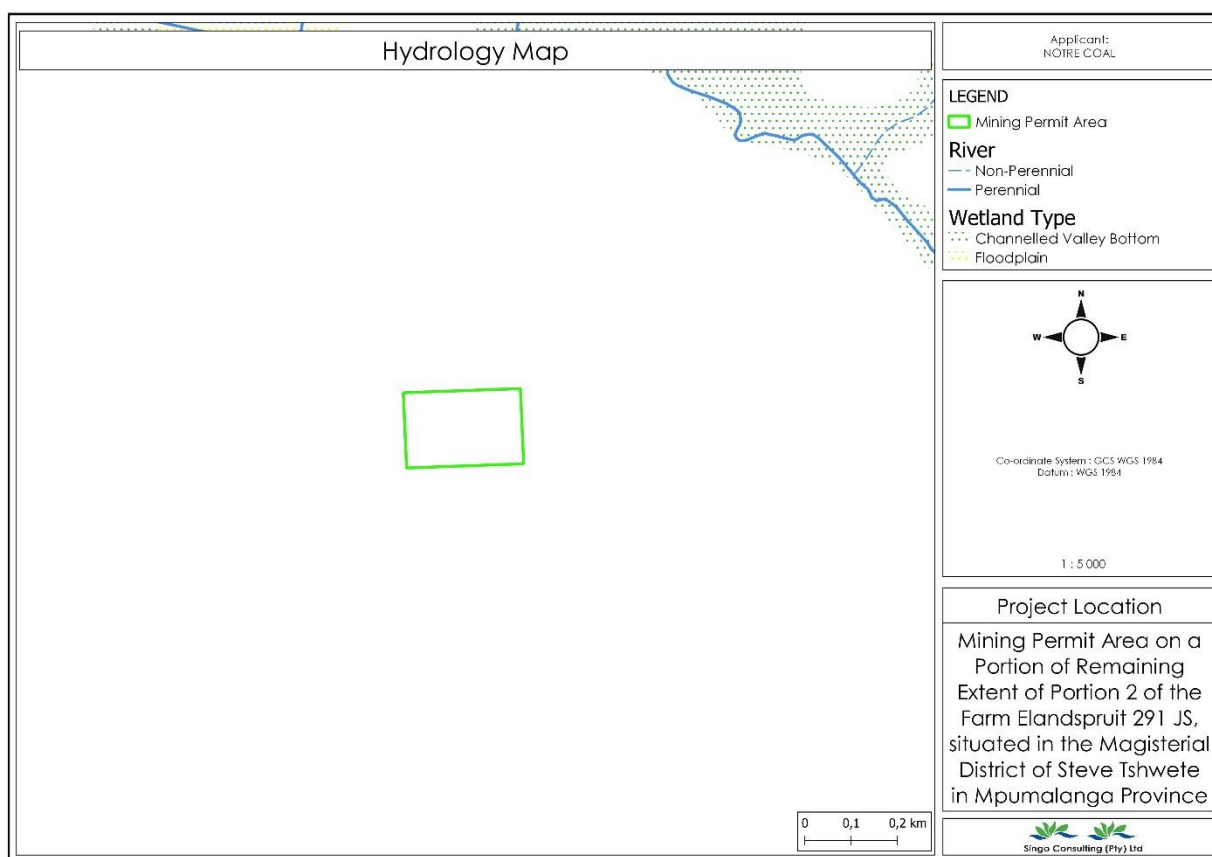 Hydrology Map
Applicant:
NOTRE COAL
LEGEND
Mining Permit Area
River
Non-Perennial
Perennial
Wetland Type
Channelled Valley Bottom
Floodplain
N
W
E
S
Co-ordinate System : GCS WGS 1984
Datum : WGS 1984
1 : 5 000
Project Location
Mining Permit Area on a
Portion of Remaining
Extent of Portion 2 of the
Farm Elandspruit 291 JS,
situated in the Magisterial
District of Steve Tshwete
in Mpumalanga Province
0 0,1 0,2 km
Singo Consulting (Pty) Ltd